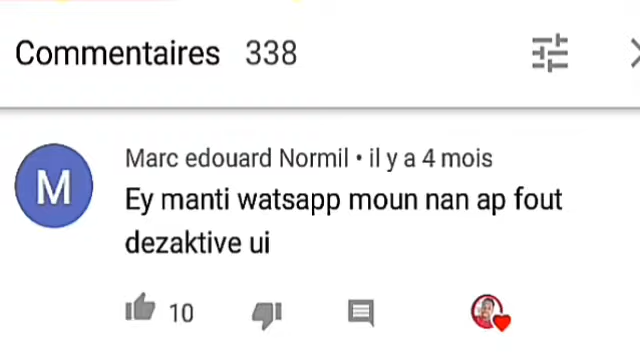 Commentaires 338
M
Marc edouard Normil • il y a 4 mois
Ey manti watsapp moun nan ap fout
dezaktive ui
10